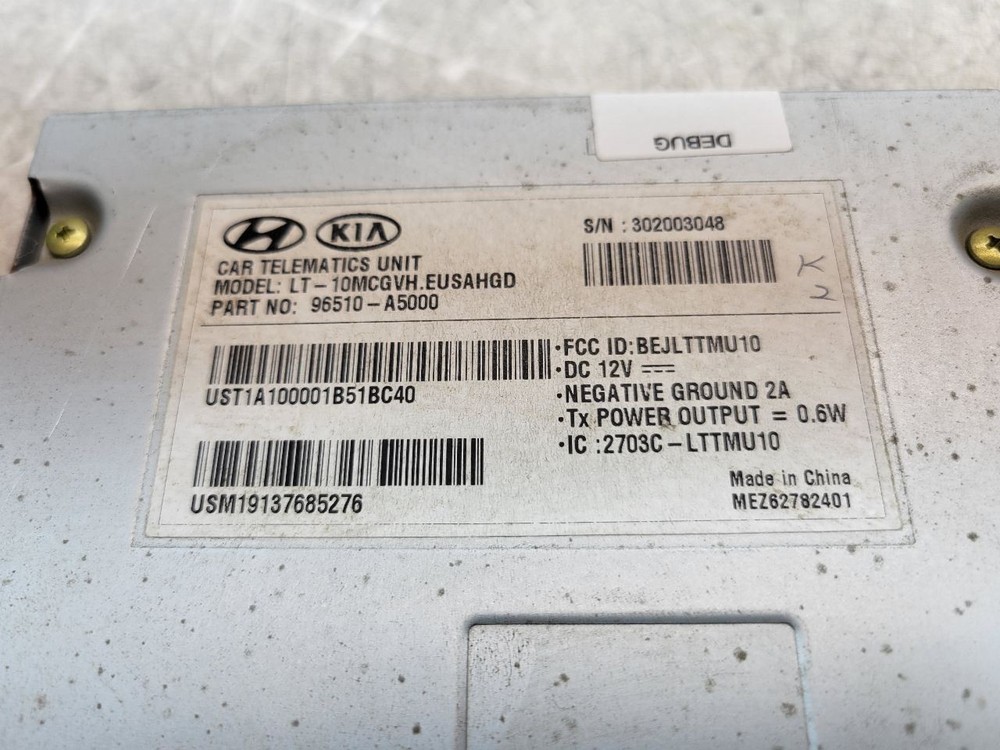 DEBUG
KIA
CAR TELEMATICS UNIT
MODEL: LT-10MCGVH.EUSAHGD
PART NO: 96510-A5000
S/N : 302003048
K
2
UST1A100001B51BC40
USM19137685276
·FCC ID:BEJLTTMU10
·DC 12V ⎓
·NEGATIVE GROUND 2A
·Tx POWER OUTPUT = 0.6W
·IC :2703C-LTTMU10
Made in China
MEZ62782401